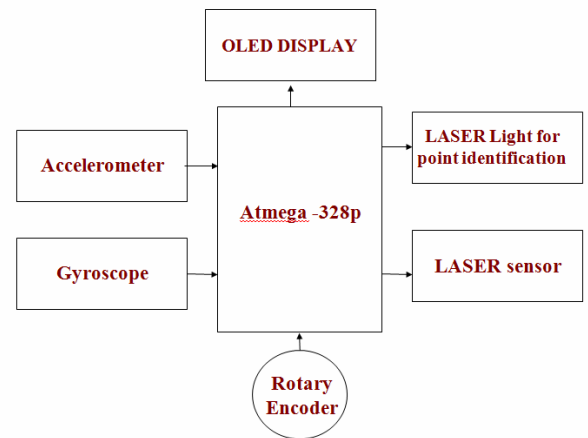 OLED DISPLAY
LASER Light for
point identification
Accelerometer
Atmega -328p
Gyroscope
LASER sensor
Rotary
Encoder